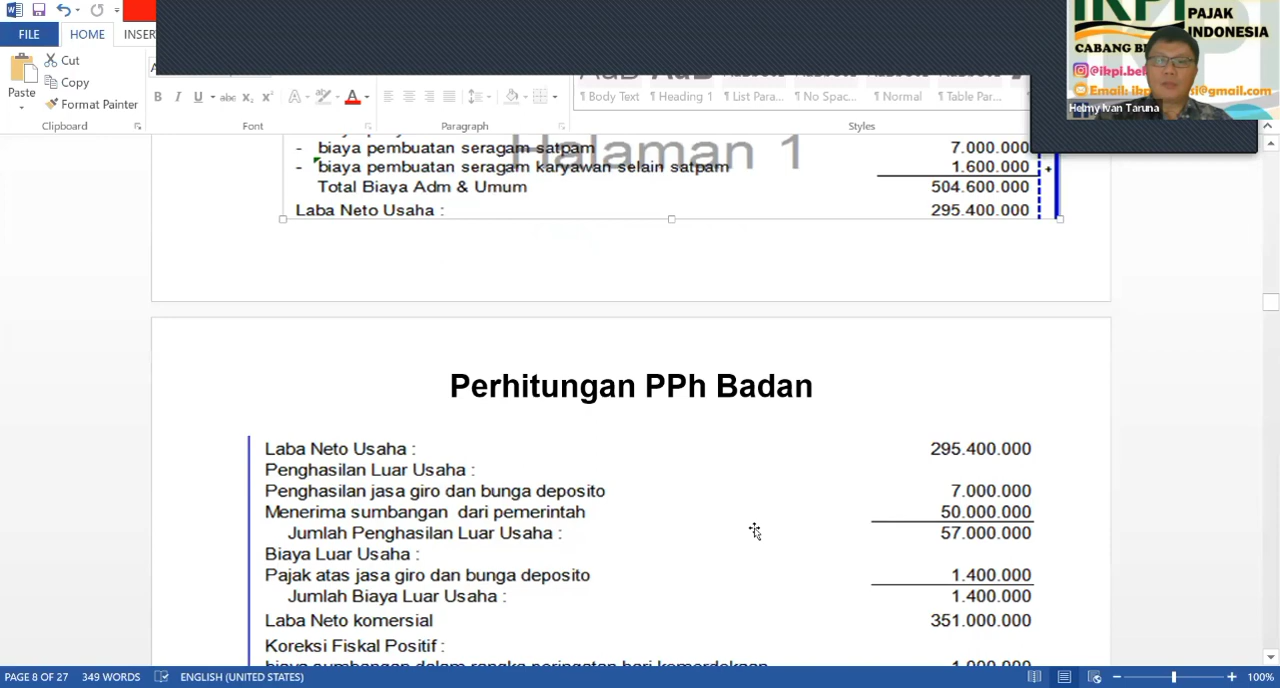 FILE
HOME
INSER
Cut
Copy
Format Painter
Paste
Clipboard
Font
Paragraph
Styles
¶ Body Text ¶ Heading 1 ¶ List Para... ¶ No Spac... ¶ Normal ¶ Table Par...
PAJAK
INDONESIA
@ikpi.be
Helmy Ivan Taruna
Halaman 1
- biaya pembuatan seragam satpam 7.000.000
- biaya pembuatan seragam karyawan selain satpam 1.600.000
Total Biaya Adm & Umum 504.600.000
Laba Neto Usaha : 295.400.000
Perhitungan PPh Badan
Laba Neto Usaha : 295.400.000
Penghasilan Luar Usaha :
Penghasilan jasa giro dan bunga deposito 7.000.000
Menerima sumbangan dari pemerintah 50.000.000
Jumlah Penghasilan Luar Usaha : 57.000.000
Biaya Luar Usaha :
Pajak atas jasa giro dan bunga deposito 1.400.000
Jumlah Biaya Luar Usaha : 1.400.000
Laba Neto komersial 351.000.000
Koreksi Fiskal Positif :
PAGE 8 OF 27 349 WORDS ENGLISH (UNITED STATES) 100%